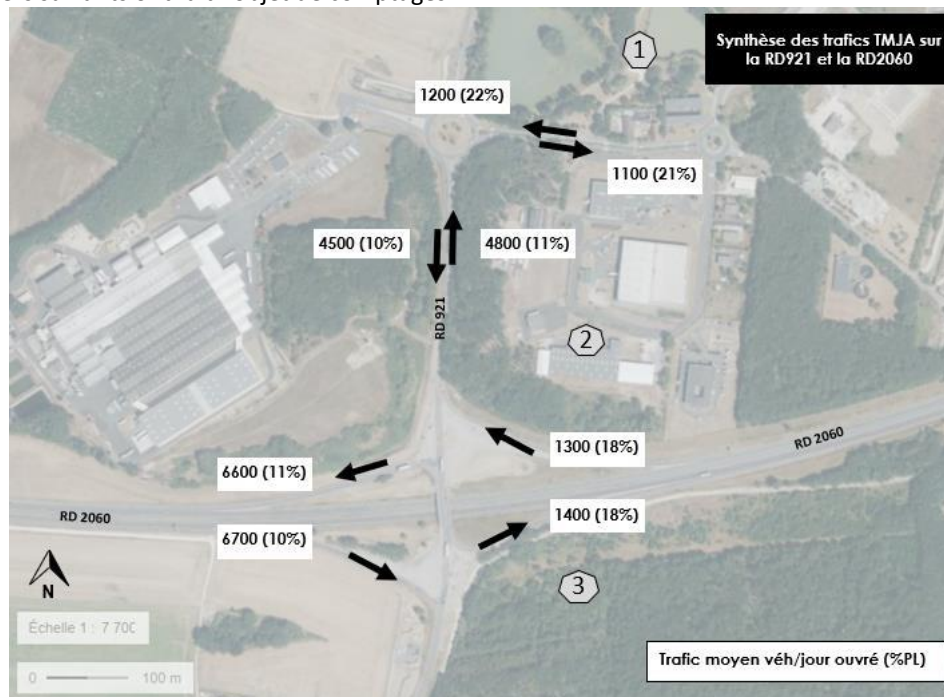 Synthèse des trafics TMJA sur
la RD921 et la RD2060
1
1200 (22%)
1100 (21%)
4500 (10%)
4800 (11%)
RD 921
2
1300 (18%)
RD 2060
6600 (11%)
RD 2060
6700 (10%)
1400 (18%)
3
N
Échelle 1 : 7 700
0
100 m
Trafic moyen véh/jour ouvré (%PL)